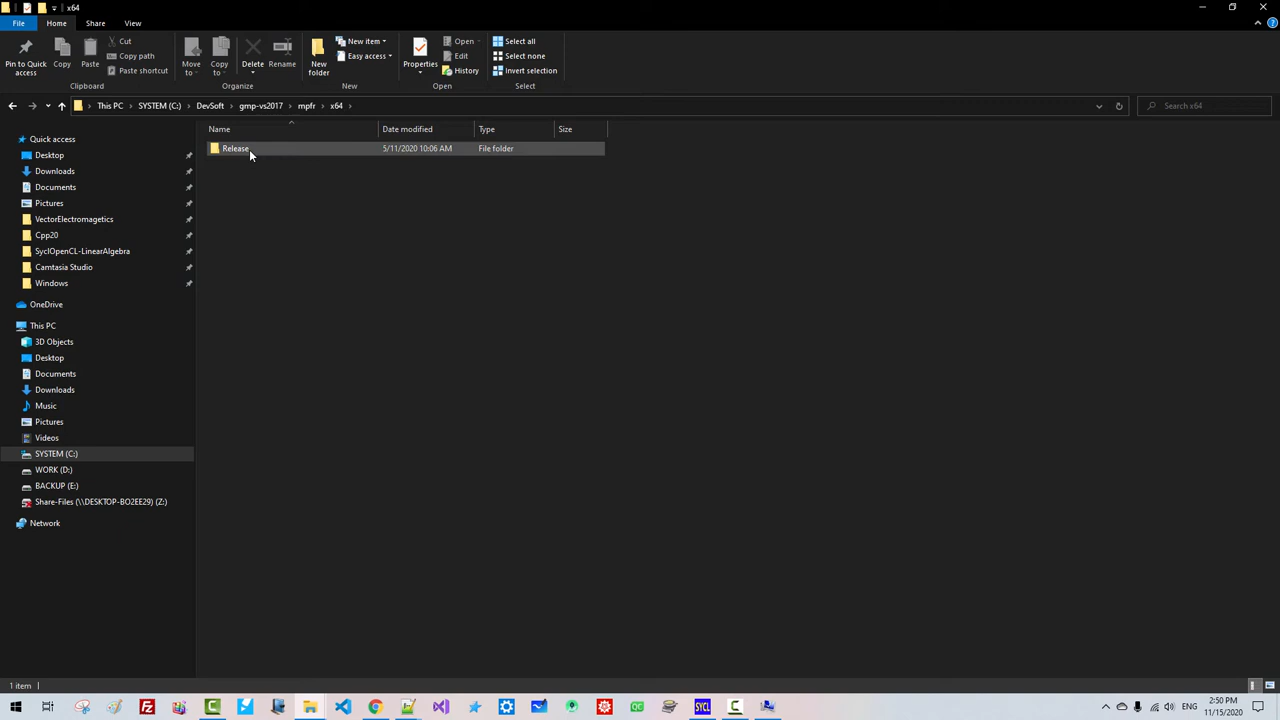 x64
File Home Share View
Pin to Quick access
Copy
Paste
Cut
Copy path
Paste shortcut
Clipboard
Move to
Copy to
Delete
Rename
Organize
New folder
New item
Easy access
New
Properties
Open
Edit
History
Open
Select all
Select none
Invert selection
Select
This PC SYSTEM (C:) DevSoft gmp-vs2017 mpfr x64
Search x64
Name Date modified Type Size
Release 5/11/2020 10:06 AM File folder
Quick access
Desktop
Downloads
Documents
Pictures
VectorElectromagetics
Cpp20
SyclOpenCL-LinearAlgebra
Camtasia Studio
Windows
OneDrive
This PC
3D Objects
Desktop
Documents
Downloads
Music
Pictures
Videos
SYSTEM (C:)
WORK (D:)
BACKUP (E:)
Share-Files (\\DESKTOP-BO2EE29) (Z:)
Network
1 item
Fz
C
QC
SYCL
C
ENG
2:50 PM
11/15/2020